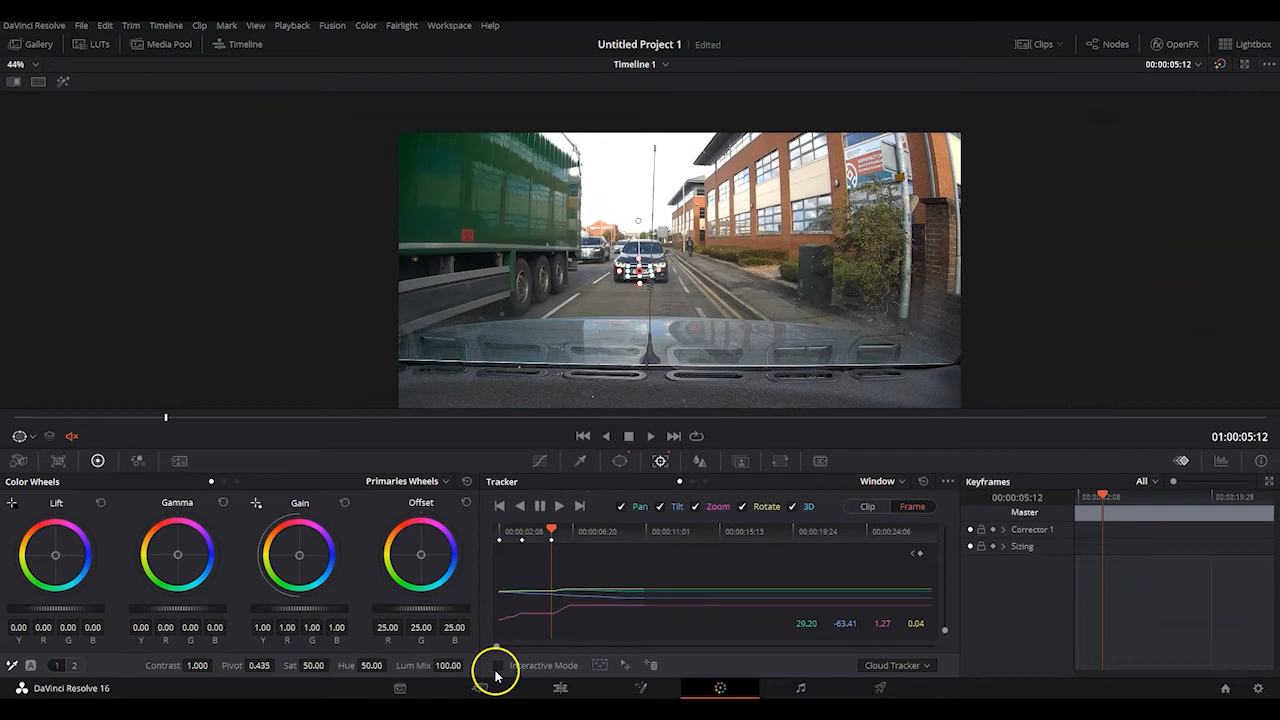 DaVinci Resolve File Edit Trim Timeline Clip Mark View Playback Fusion Color Fairlight Workspace Help
Gallery LUTs Media Pool Timeline Untitled Project 1 Edited Clips Nodes OpenFX Lightbox
44% Timeline 1 00:00:05:12
01:00:05:12
Color Wheels Primaries Wheels Tracker Window Keyframes All
Lift Gamma Gain Offset Pan Tilt Zoom Rotate 3D Clip Frame
00:00:05:12 00:00:19:28
Master
00:00:02:08 00:00:06:20 00:00:11:01 00:00:15:13 00:00:19:24 00:00:24:06
Corrector 1
Sizing
0.00 0.00 0.00 0.00 0.00 0.00 0.00 0.00 1.00 1.00 1.00 1.00 25.00 25.00 25.00 29.20 -63.41 1.27 0.04
Y R G B Y R G B Y R G B R G B
A 1 2 Contrast 1.000 Pivot 0.435 Sat 50.00 Hue 50.00 Lum Mix 100.00 Interactive Mode Cloud Tracker
DaVinci Resolve 16